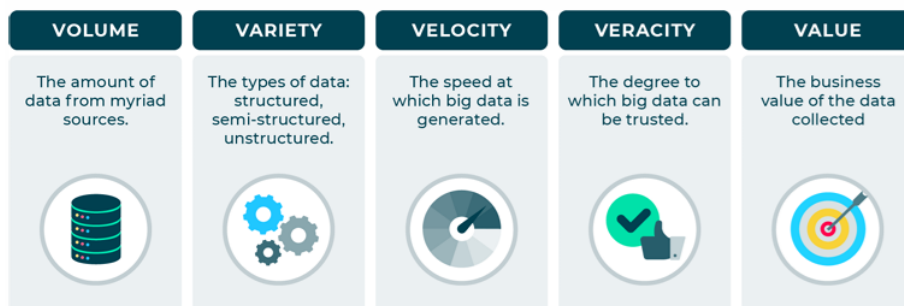 VOLUME
The amount of
data from myriad
sources.
VARIETY
The types of data:
structured,
semi-structured,
unstructured.
VELOCITY
The speed at
which big data is
generated.
VERACITY
The degree to
which big data can
be trusted.
VALUE
The business
value of the data
collected